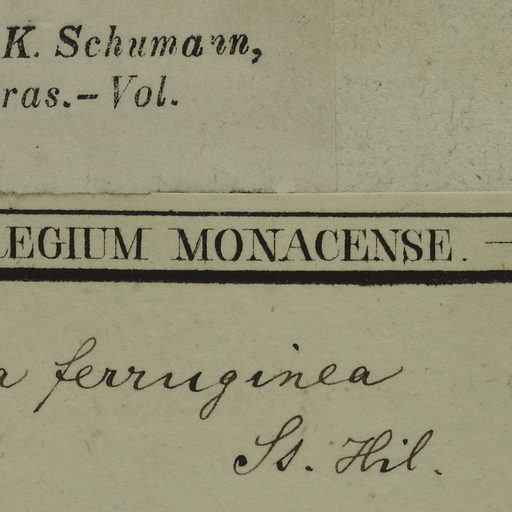 K. Schumann,
ras.— Vol.
LEGIUM MONACENSE. —
a ferruginea
St. Hil.